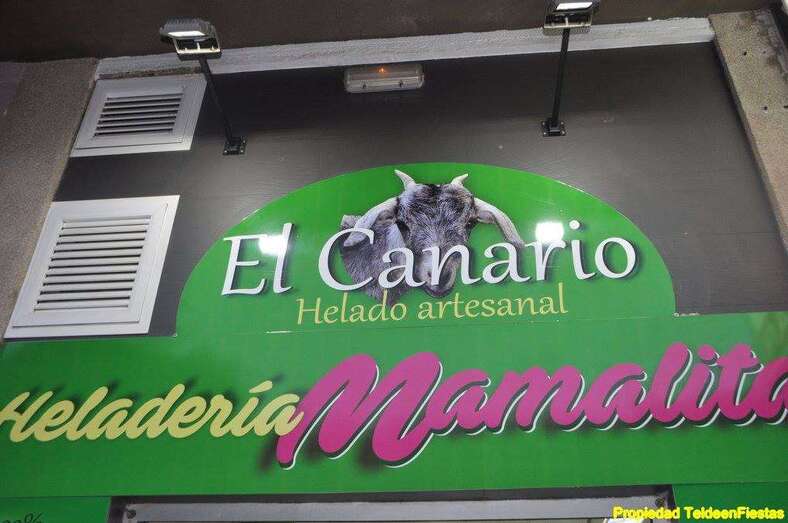 El Canario
Helado artesanal
Heladería Mamalita
Propiedad TeldeenFiestas